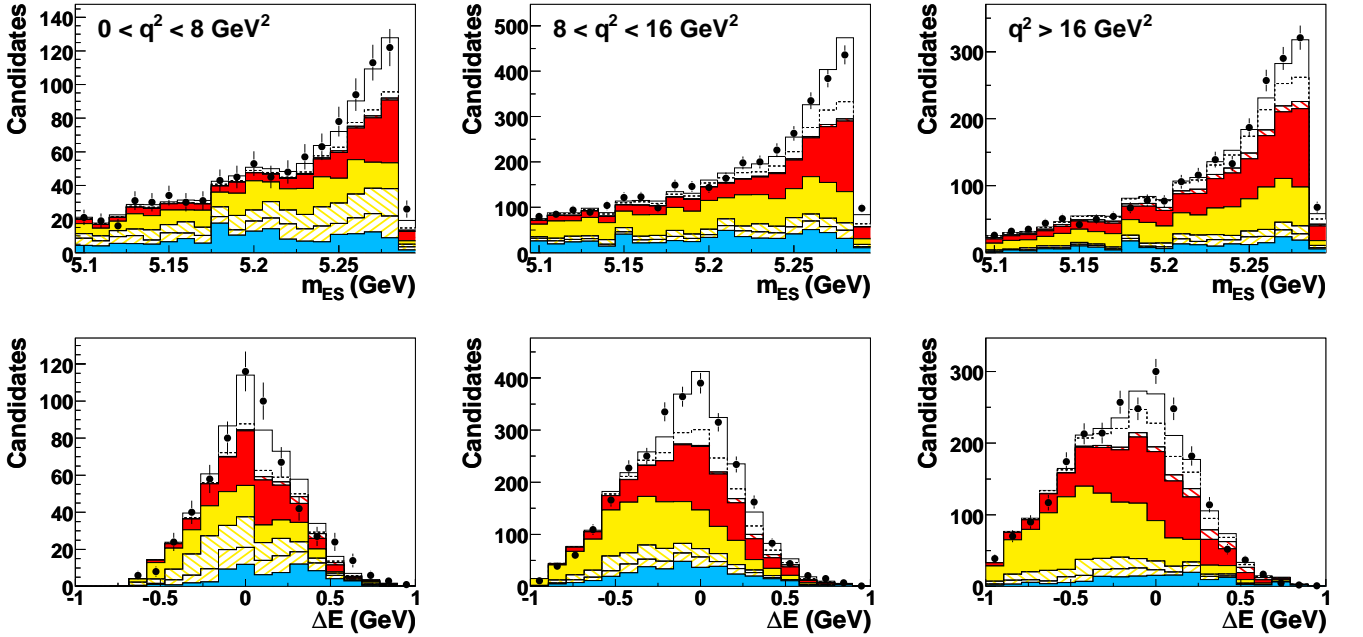 0 < q² < 8 GeV²
Candidates
140
120
100
80
60
40
20
0
5.1 5.15 5.2 5.25
m_ES (GeV)
8 < q² < 16 GeV²
Candidates
500
400
300
200
100
0
5.1 5.15 5.2 5.25
m_ES (GeV)
q² > 16 GeV²
Candidates
300
200
100
0
5.1 5.15 5.2 5.25
m_ES (GeV)
Candidates
120
100
80
60
40
20
0
-1 -0.5 0 0.5 1
ΔE (GeV)
Candidates
400
300
200
100
0
-1 -0.5 0 0.5 1
ΔE (GeV)
Candidates
300
200
100
0
-1 -0.5 0 0.5 1
ΔE (GeV)